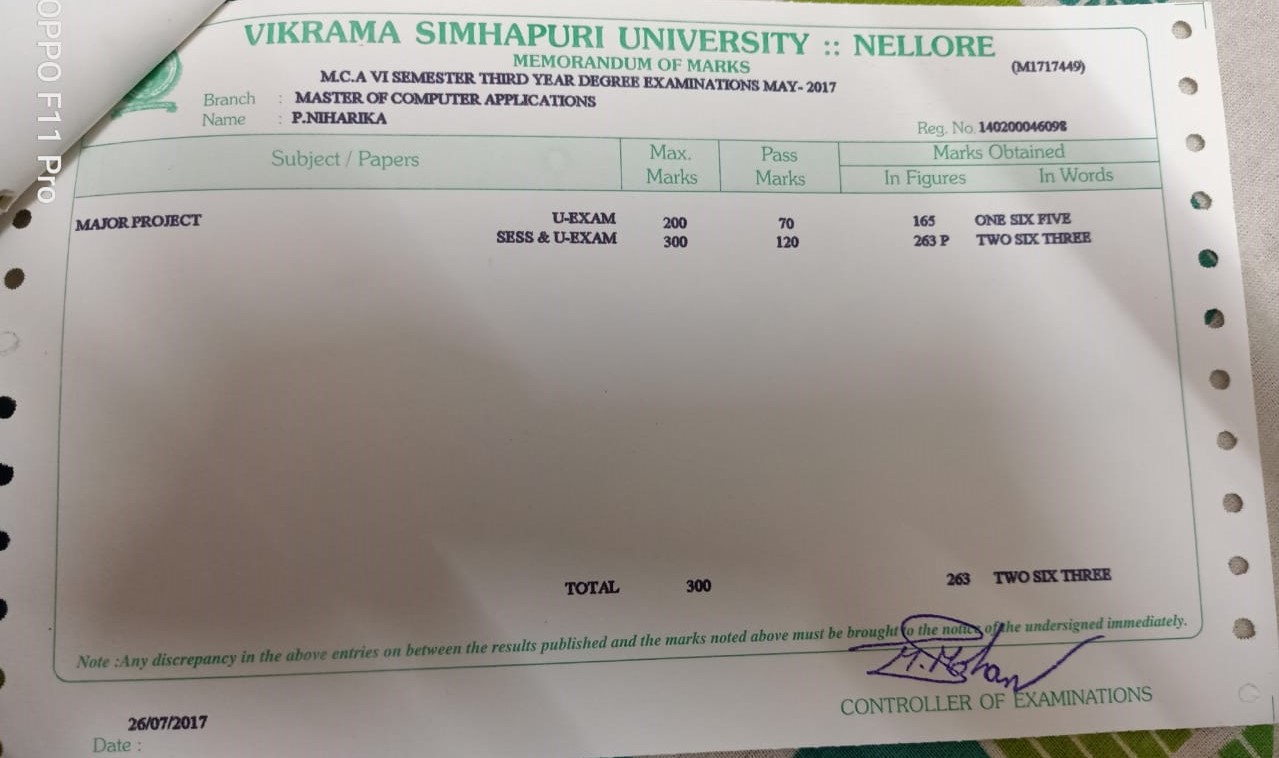 VIKRAMA SIMHAPURI UNIVERSITY :: NELLORE
MEMORANDUM OF MARKS
(M1717449)
M.C.A VI SEMESTER THIRD YEAR DEGREE EXAMINATIONS MAY- 2017
Branch : MASTER OF COMPUTER APPLICATIONS
Name : P.NIHARIKA
Reg. No. 140200046098
Subject / Papers Max. Marks Pass Marks Marks Obtained
In Figures In Words
MAJOR PROJECT U-EXAM 200 70 165 ONE SIX FIVE
SESS & U-EXAM 300 120 263 P TWO SIX THREE
TOTAL 300 263 TWO SIX THREE
Note :Any discrepancy in the above entries on between the results published and the marks noted above must be brought to the notice of the undersigned immediately.
M.Mohan
CONTROLLER OF EXAMINATIONS
26/07/2017
Date :
OPPO F11 Pro